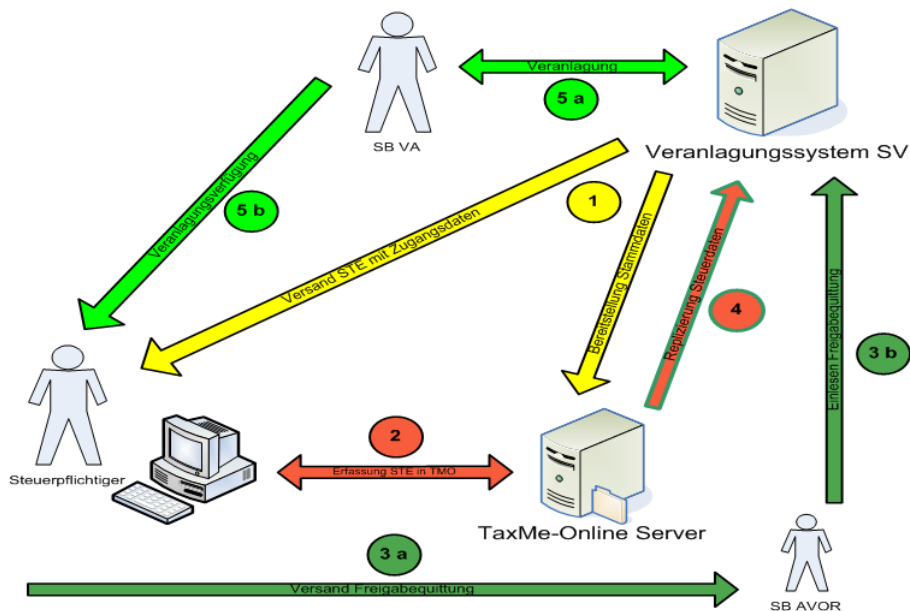 Veranlagung
5 a
SB VA
Veranlagungssystem SV
Veranlagungsverfügung
5 b
1
Versand STE mit Zugangsdaten
Bereitstellung Stammdaten
Replizierung Steuerdaten
4
Einlesen Freigabequittung
3 b
Steuerpflichtiger
2
Erfassung STE in TMO
TaxMe-Online Server
3 a
Versand Freigabequittung
SB AVOR